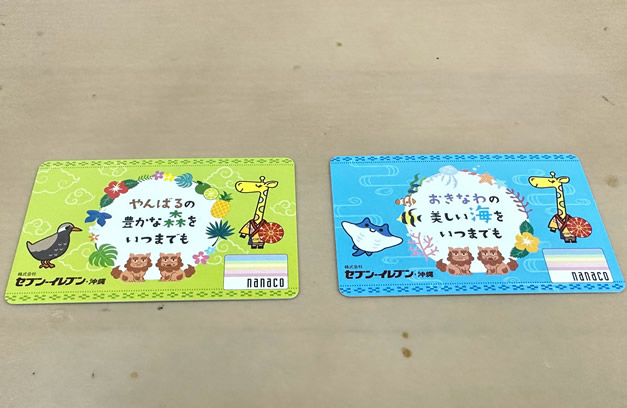 やんばるの
豊かな森を
いつまでも
株式会社
セブン-イレブン・沖縄
nanaco
おきなわの
美しい海を
いつまでも
株式会社
セブン-イレブン・沖縄
nanaco